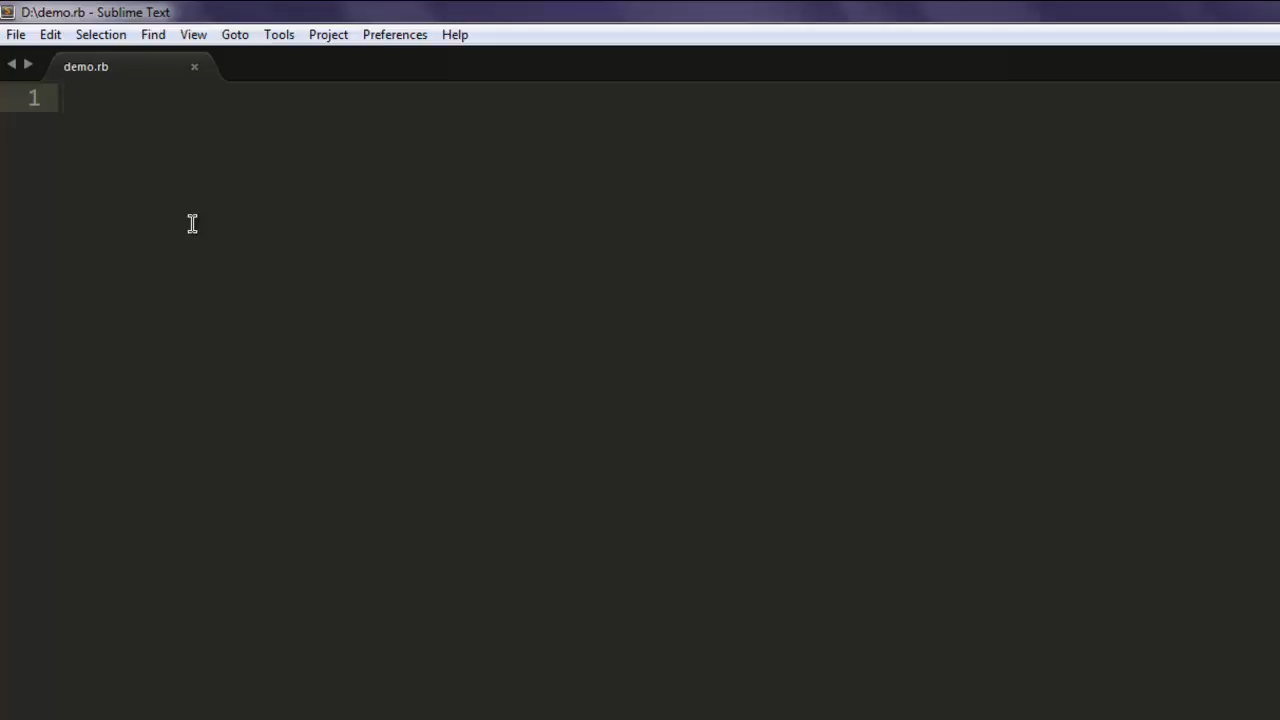 D:\demo.rb - Sublime Text
File Edit Selection Find View Goto Tools Project Preferences Help
demo.rb
1